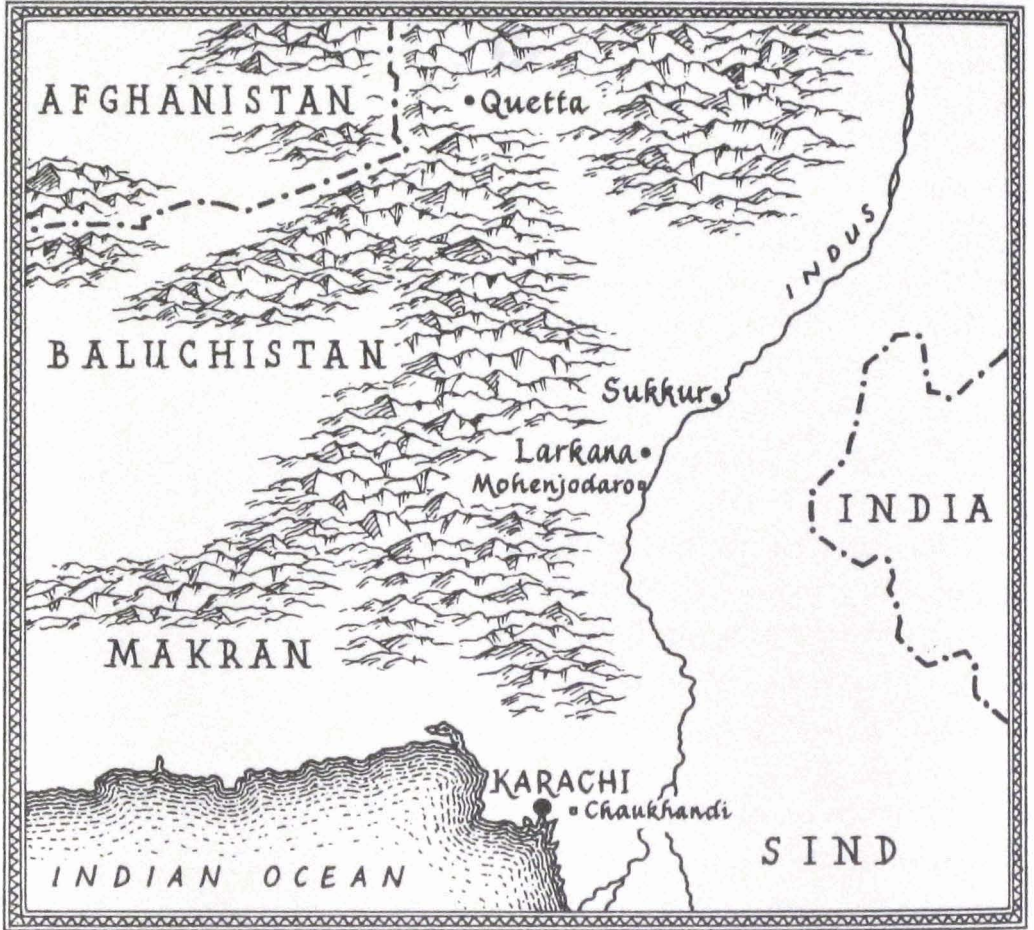 AFGHANISTAN
Quetta
INDUS
BALUCHISTAN
Sukkur
Larkana
Mohenjodaro
INDIA
MAKRAN
KARACHI
Chaukhandi
SIND
INDIAN OCEAN